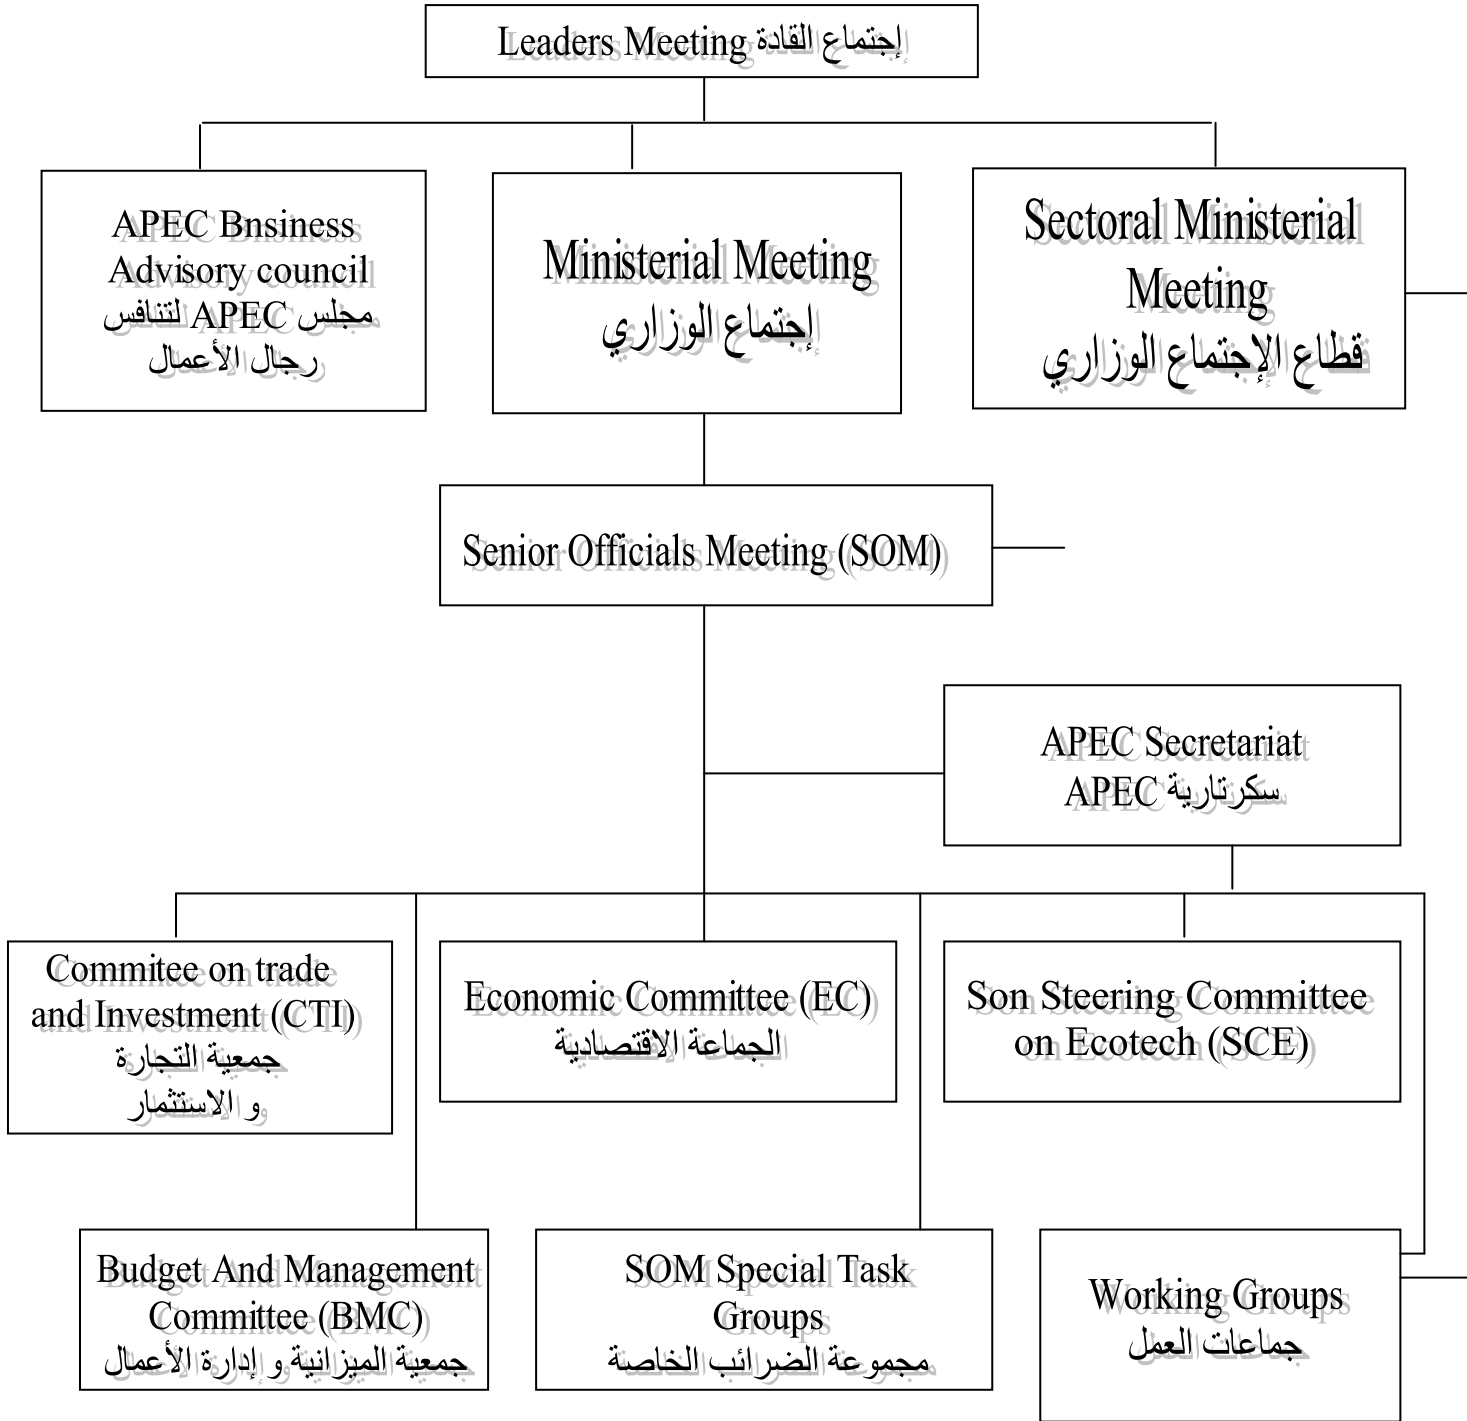 Leaders Meeting إجتماع القادة
APEC Bnsiness
Advisory council
مجلس APEC لتنافس
رجال الأعمال
Ministerial Meeting
إجتماع الوزاري
Sectoral Ministerial
Meeting
قطاع الإجتماع الوزاري
Senior Officials Meeting (SOM)
APEC Secretariat
سكرتارية APEC
Commitee on trade
and Investment (CTI)
جمعية التجارة
و الاستثمار
Economic Committee (EC)
الجماعة الاقتصادية
Son Steering Committee
on Ecotech (SCE)
Budget And Management
Committee (BMC)
جمعية الميزانية و إدارة الأعمال
SOM Special Task
Groups
مجموعة الضرائب الخاصة
Working Groups
جماعات العمل